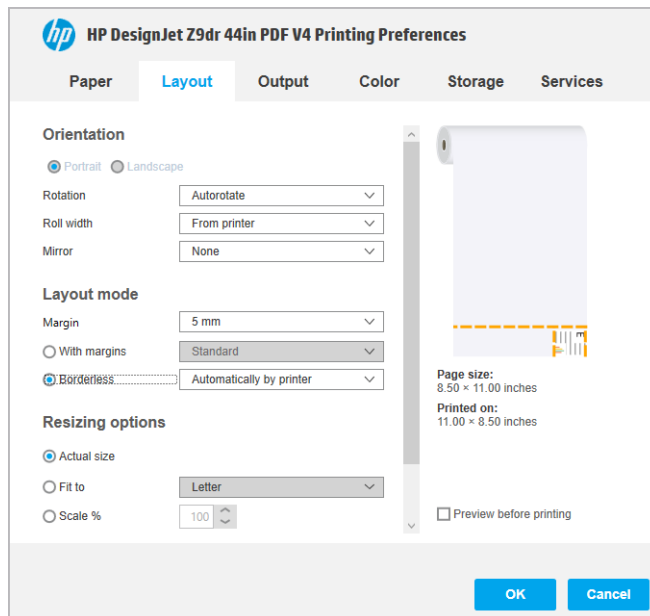 hp HP DesignJet Z9dr 44in PDF V4 Printing Preferences
Paper Layout Output Color Storage Services
Orientation
Portrait Landscape
Rotation Autorotate
Roll width From printer
Mirror None
Layout mode
Margin 5 mm
With margins Standard
Borderless Automatically by printer
Page size:
8.50 × 11.00 inches
Printed on:
11.00 × 8.50 inches
Resizing options
Actual size
Fit to Letter
Scale % 100
Preview before printing
OK Cancel